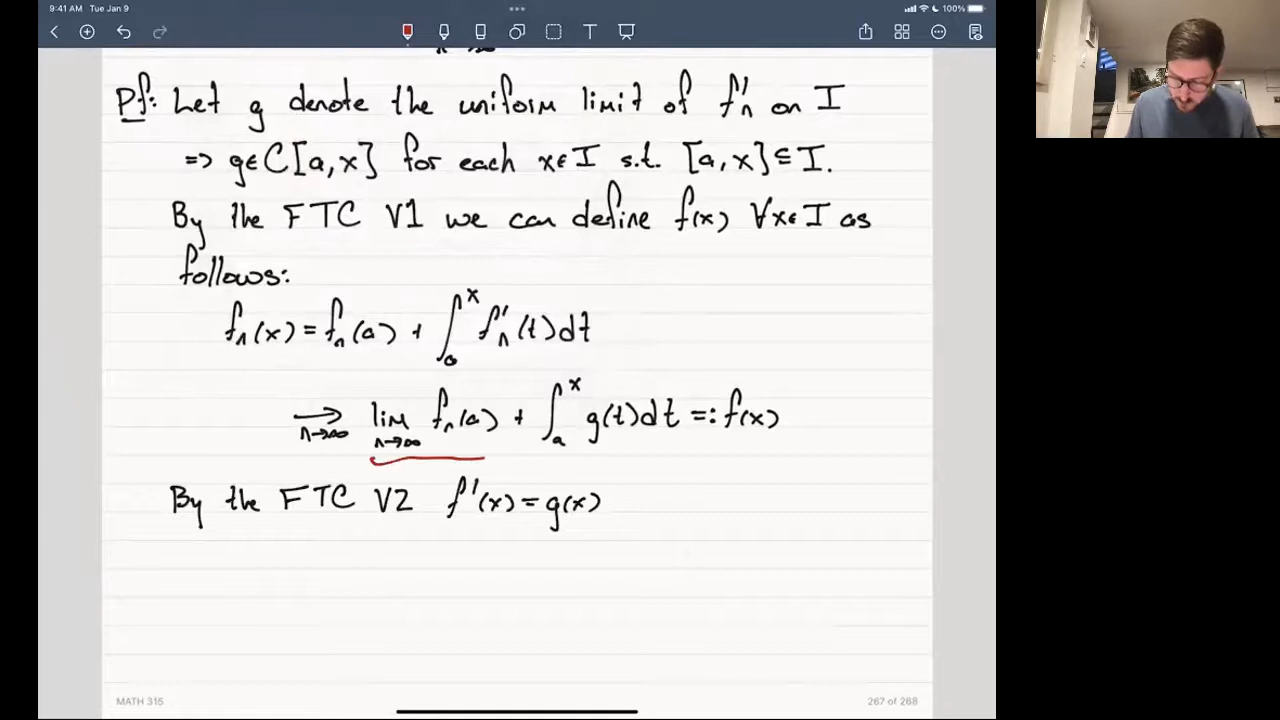 9:41 AM Tue Jan 9
100%
Pf: Let g denote the uniform limit of f'ₙ on I
=> g∈C[a,x] for each x∈I s.t. [a,x]⊆I.
By the FTC V1 we can define f(x) ∀x∈I as
follows:
fₙ(x) = fₙ(a) + ∫ₐˣ f'ₙ(t)dt
⟶ n→∞ lim n→∞ fₙ(a) + ∫ₐˣ g(t)dt =: f(x)
By the FTC V2 f'(x) = g(x)
MATH 315
267 of 268